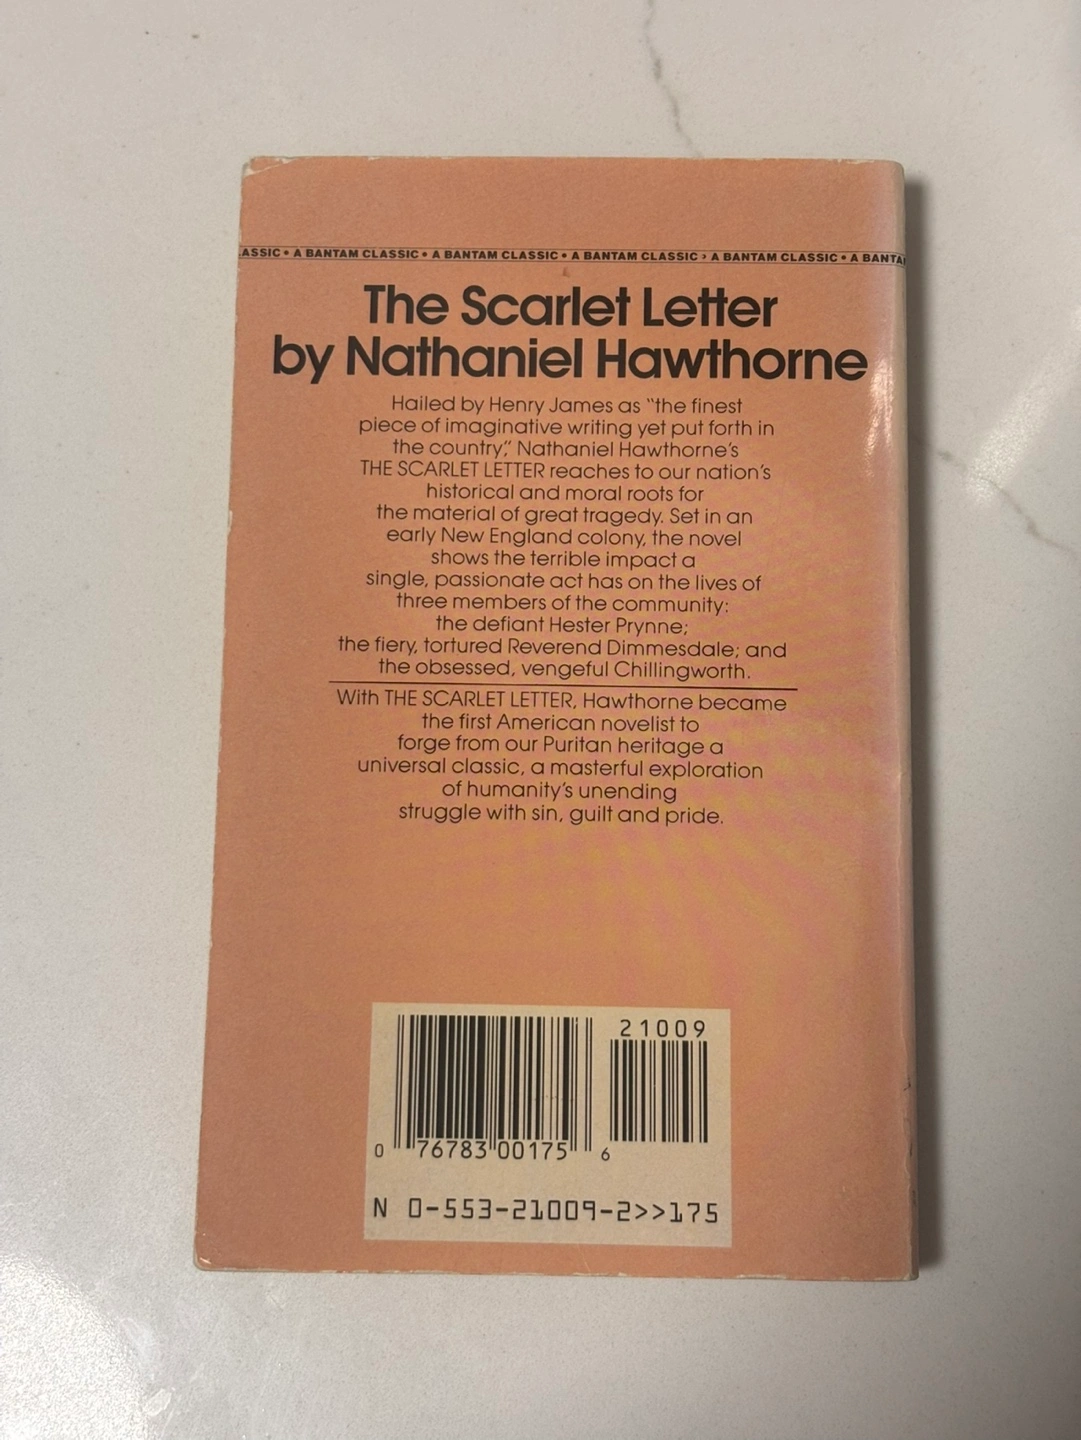 ASSIC • A BANTAM CLASSIC • A BANTAM CLASSIC • A BANTAM CLASSIC › A BANTAM CLASSIC • A BANTA
The Scarlet Letter
by Nathaniel Hawthorne
Hailed by Henry James as “the finest
piece of imaginative writing yet put forth in
the country,” Nathaniel Hawthorne’s
THE SCARLET LETTER reaches to our nation’s
historical and moral roots for
the material of great tragedy. Set in an
early New England colony, the novel
shows the terrible impact a
single, passionate act has on the lives of
three members of the community:
the defiant Hester Prynne;
the fiery, tortured Reverend Dimmesdale; and
the obsessed, vengeful Chillingworth.
With THE SCARLET LETTER, Hawthorne became
the first American novelist to
forge from our Puritan heritage a
universal classic, a masterful exploration
of humanity’s unending
struggle with sin, guilt and pride.
21009
0 76783 00175 6
N 0-553-21009-2>>175